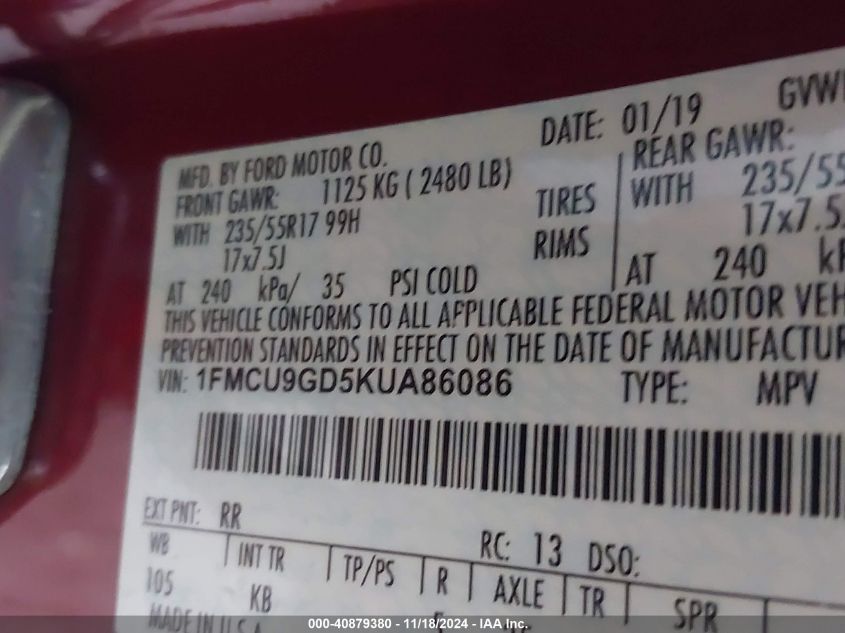 DATE: 01/19 GVW
MFD. BY FORD MOTOR CO.
FRONT GAWR: 1125 KG ( 2480 LB) REAR GAWR:
WITH 235/55R17 99H TIRES WITH 235/55
17x7.5J RIMS 17x7.5
AT 240 kPa/ 35 PSI COLD AT 240
THIS VEHICLE CONFORMS TO ALL APPLICABLE FEDERAL MOTOR VEH
PREVENTION STANDARDS IN EFFECT ON THE DATE OF MANUFACTUR
VIN: 1FMCU9GD5KUA86086 TYPE: MPV
EXT PNT: RR RC: 13 DSO:
WB INT TR TP/PS R AXLE TR SPR
105 KB
MADE IN U.S.A.
000-40879380 - 11/18/2024 - IAA Inc.